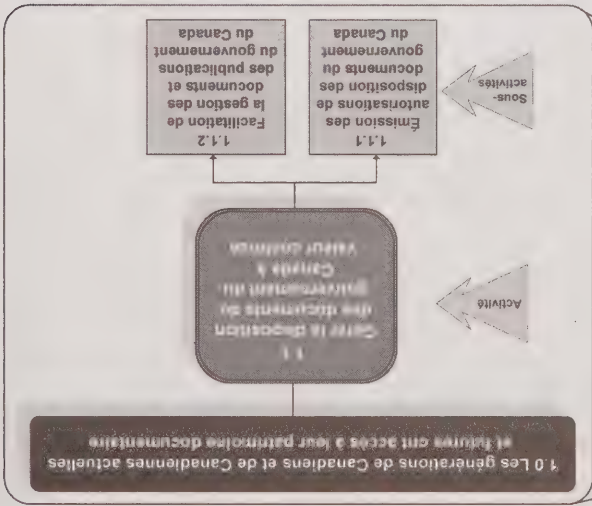 1.0 Les générations de Canadiens et de Canadiennes actuelles
et futures ont accès à leur patrimoine documentaire
Activité
1.1
Gérer la disposition
des documents du
gouvernement du
Canada à
valeur continue
Sous-
activités
1.1.1
Émission des
autorisations de
disposition des
documents du
gouvernement
du Canada
1.1.2
Facilitation de
la gestion des
documents et
des publications
du gouvernement
du Canada